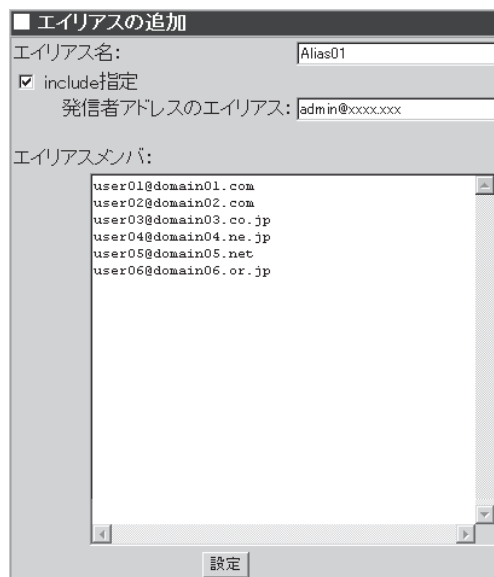 ■ エイリアスの追加
エイリアス名: Alias01
include指定
発信者アドレスのエイリアス: admin@xxxx.xxx
エイリアスメンバ:
user01@domain01.com
user02@domain02.com
user03@domain03.co.jp
user04@domain04.ne.jp
user05@domain05.net
user06@domain06.or.jp
設定